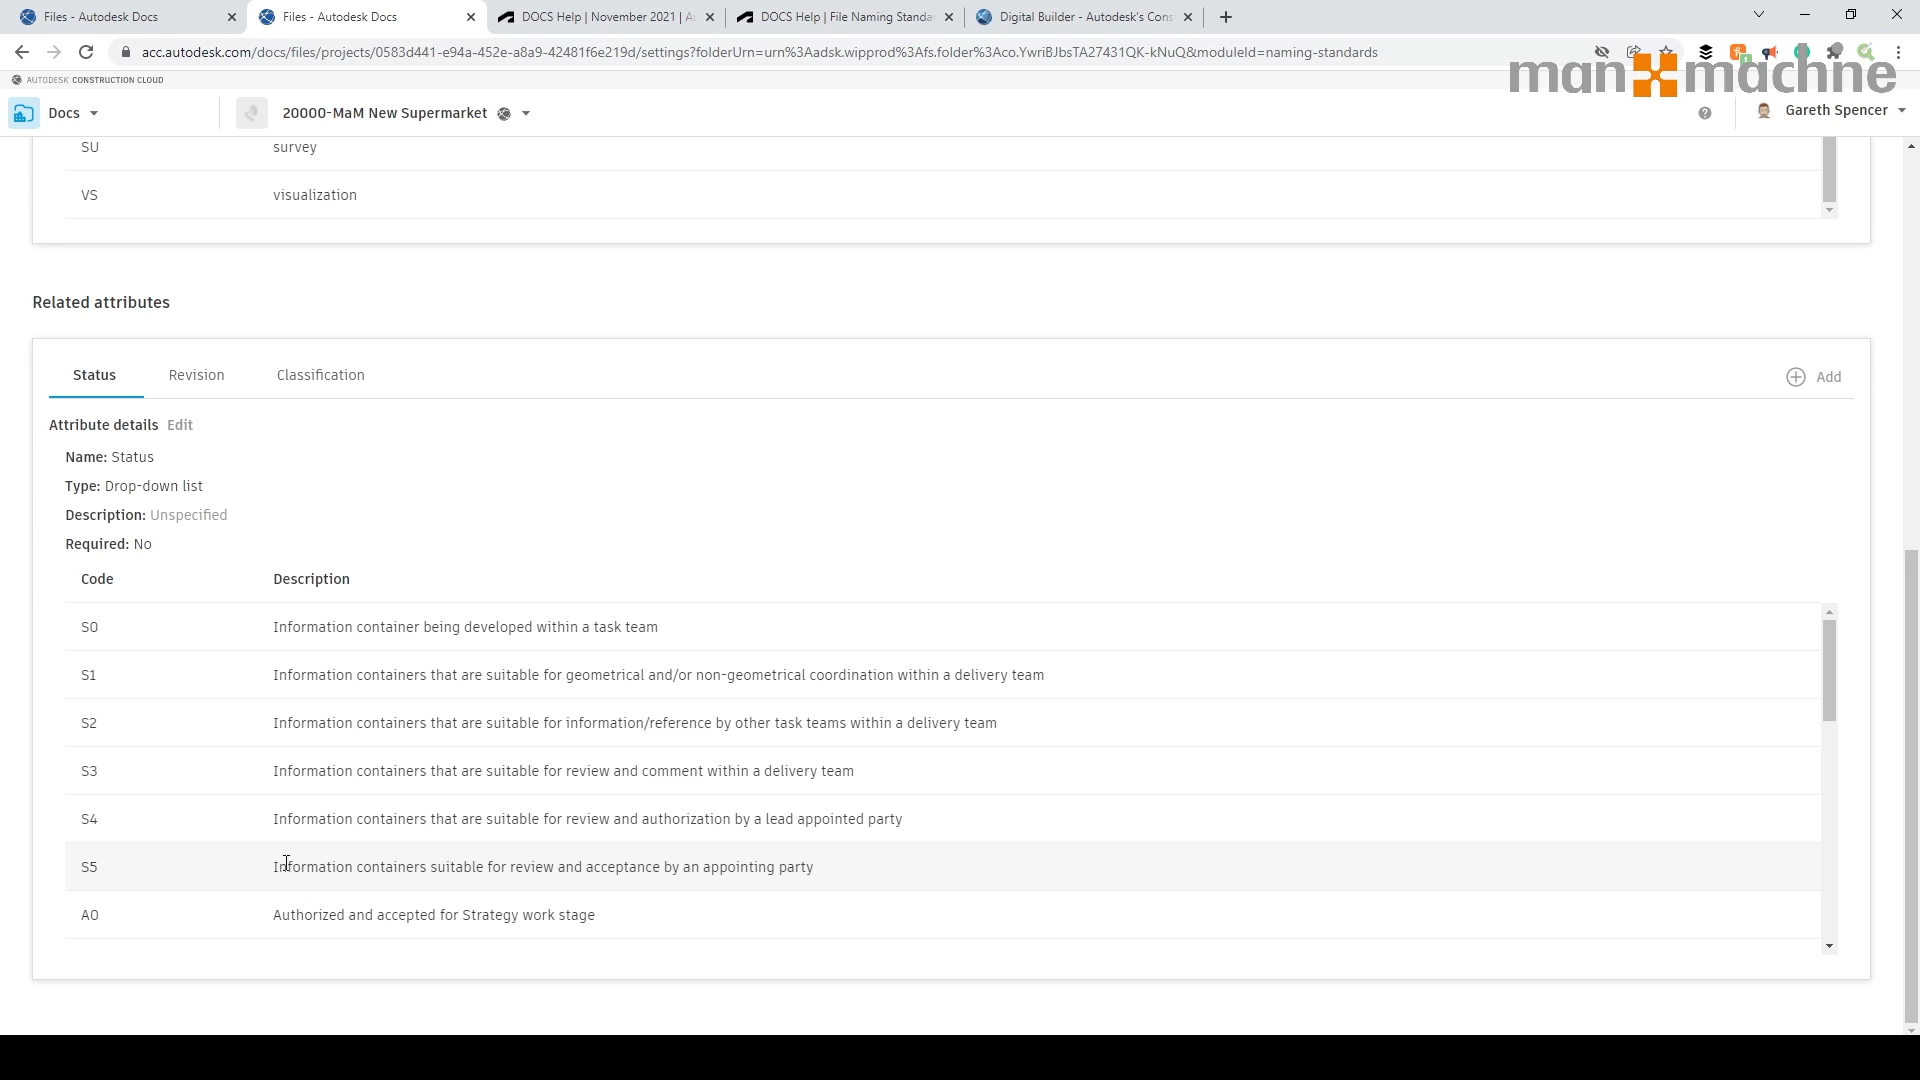 Files - Autodesk Docs
Files - Autodesk Docs
DOCS Help | November 2021 | A
DOCS Help | File Naming Standa
Digital Builder - Autodesk's Cons
acc.autodesk.com/docs/files/projects/0583d441-e94a-452e-a8a9-42481f6e219d/settings?folderUrn=urn%3Aadsk.wipprod%3Afs.folder%3Aco.YwriBJbsTA27431QK-kNuQ&moduleId=naming-standards
AUTODESK CONSTRUCTION CLOUD
man machine
Docs
20000-MaM New Supermarket
Gareth Spencer
SU survey
VS visualization
Related attributes
Status Revision Classification Add
Attribute details Edit
Name: Status
Type: Drop-down list
Description: Unspecified
Required: No
Code Description
S0 Information container being developed within a task team
S1 Information containers that are suitable for geometrical and/or non-geometrical coordination within a delivery team
S2 Information containers that are suitable for information/reference by other task teams within a delivery team
S3 Information containers that are suitable for review and comment within a delivery team
S4 Information containers that are suitable for review and authorization by a lead appointed party
S5 Information containers suitable for review and acceptance by an appointing party
A0 Authorized and accepted for Strategy work stage